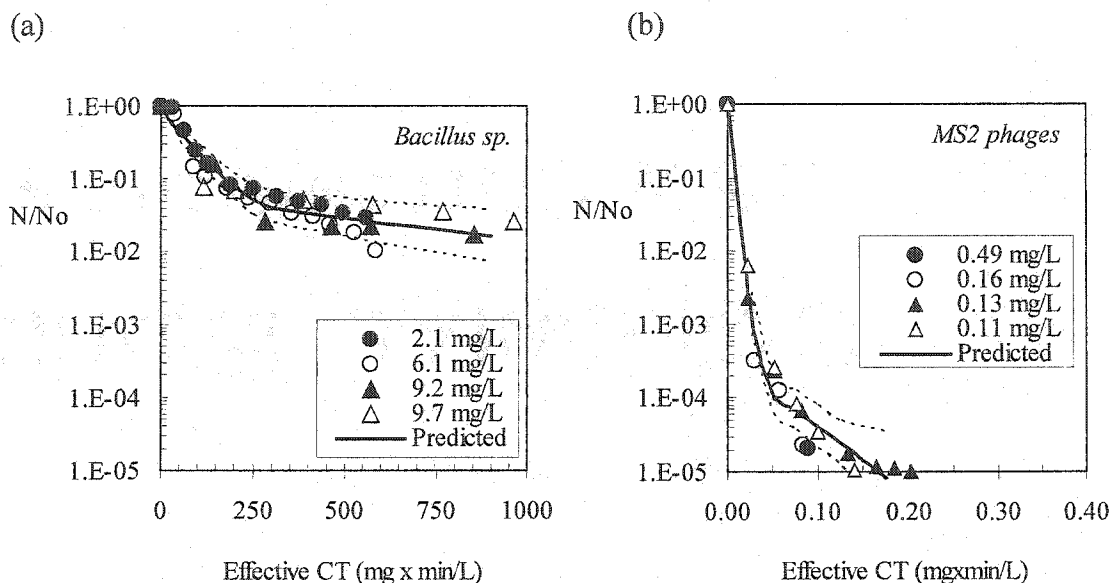 (a)
(b)
1.E+00
1.E-01
1.E-02
1.E-03
1.E-04
1.E-05
N/No
Bacillus sp.
2.1 mg/L
6.1 mg/L
9.2 mg/L
9.7 mg/L
Predicted
0
250
500
750
1000
Effective CT (mg x min/L)
1.E+00
1.E-01
1.E-02
1.E-03
1.E-04
1.E-05
N/No
MS2 phages
0.49 mg/L
0.16 mg/L
0.13 mg/L
0.11 mg/L
Predicted
0.00
0.10
0.20
0.30
0.40
Effective CT (mgxmin/L)